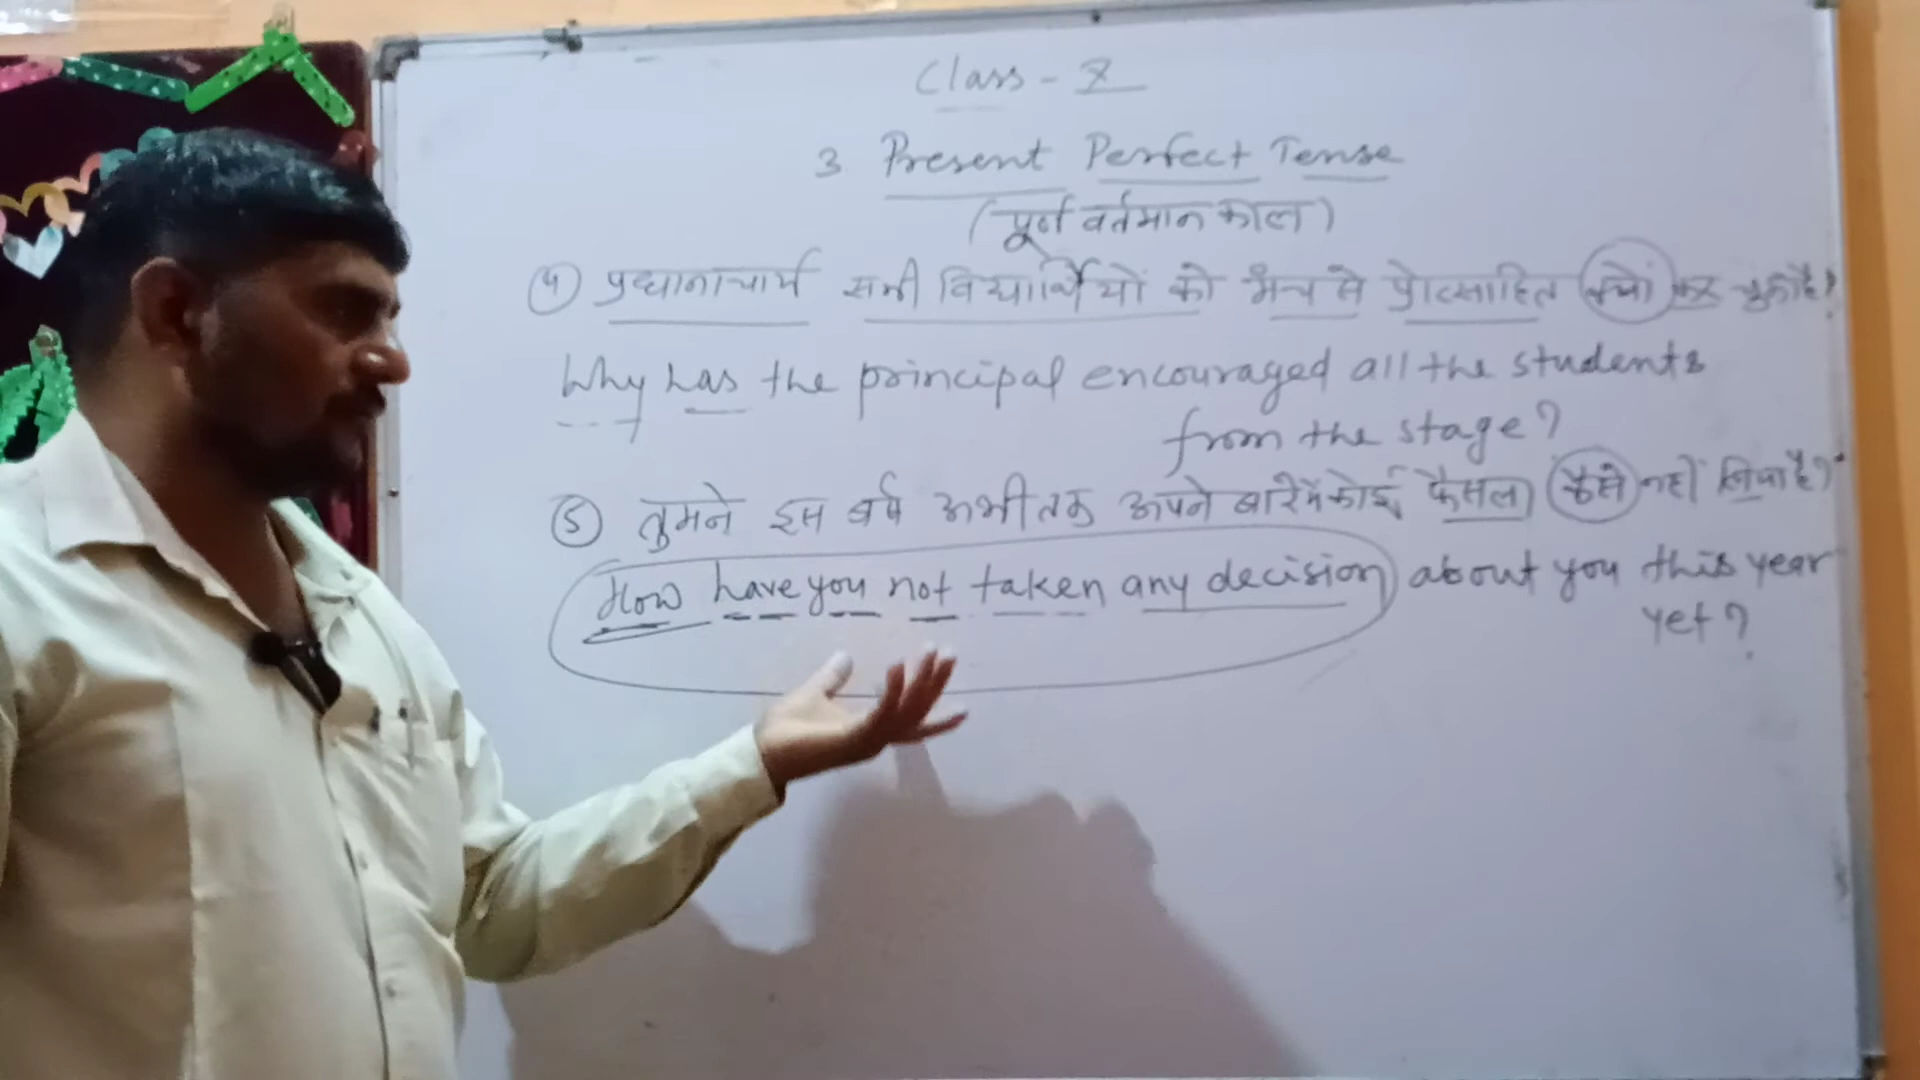 Class - X
3 Present Perfect Tense
(पूर्ण वर्तमान काल)
(4) प्रधानाचार्य सभी विद्यार्थियों को मंच से प्रोत्साहित क्यों कर चुका है?
Why has the principal encouraged all the students
from the stage?
(5) तुमने इस वर्ष अभी तक अपने बारे में कोई फैसला कैसे नहीं लिया है?
How have you not taken any decision about you this year
yet?